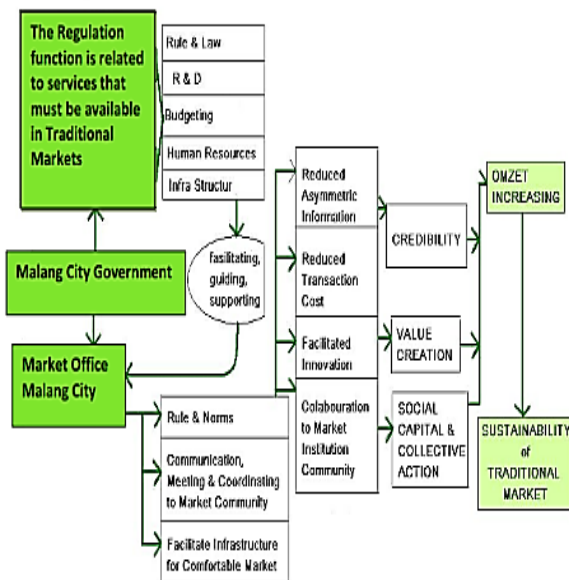 The Regulation
function is related
to services that
must be available
in Traditional
Markets
Rule & Law
R & D
Budgeting
Human Resources
Infra Structur
Malang City Government
fasilitating,
guiding,
supporting
Market Office
Malang City
Rule & Norms
Communication,
Meeting & Coordinating
to Market Community
Facilitate Infrastructure
for Comfortable Market
Reduced
Asymmetric
Information
Reduced
Transaction
Cost
Facilitated
Innovation
Colabouration
to Market
Institution
Community
CREDIBILITY
VALUE
CREATION
SOCIAL
CAPITAL &
COLLECTIVE
ACTION
OMZET
INCREASING
SUSTAINABILITY
of
TRADITIONAL
MARKET